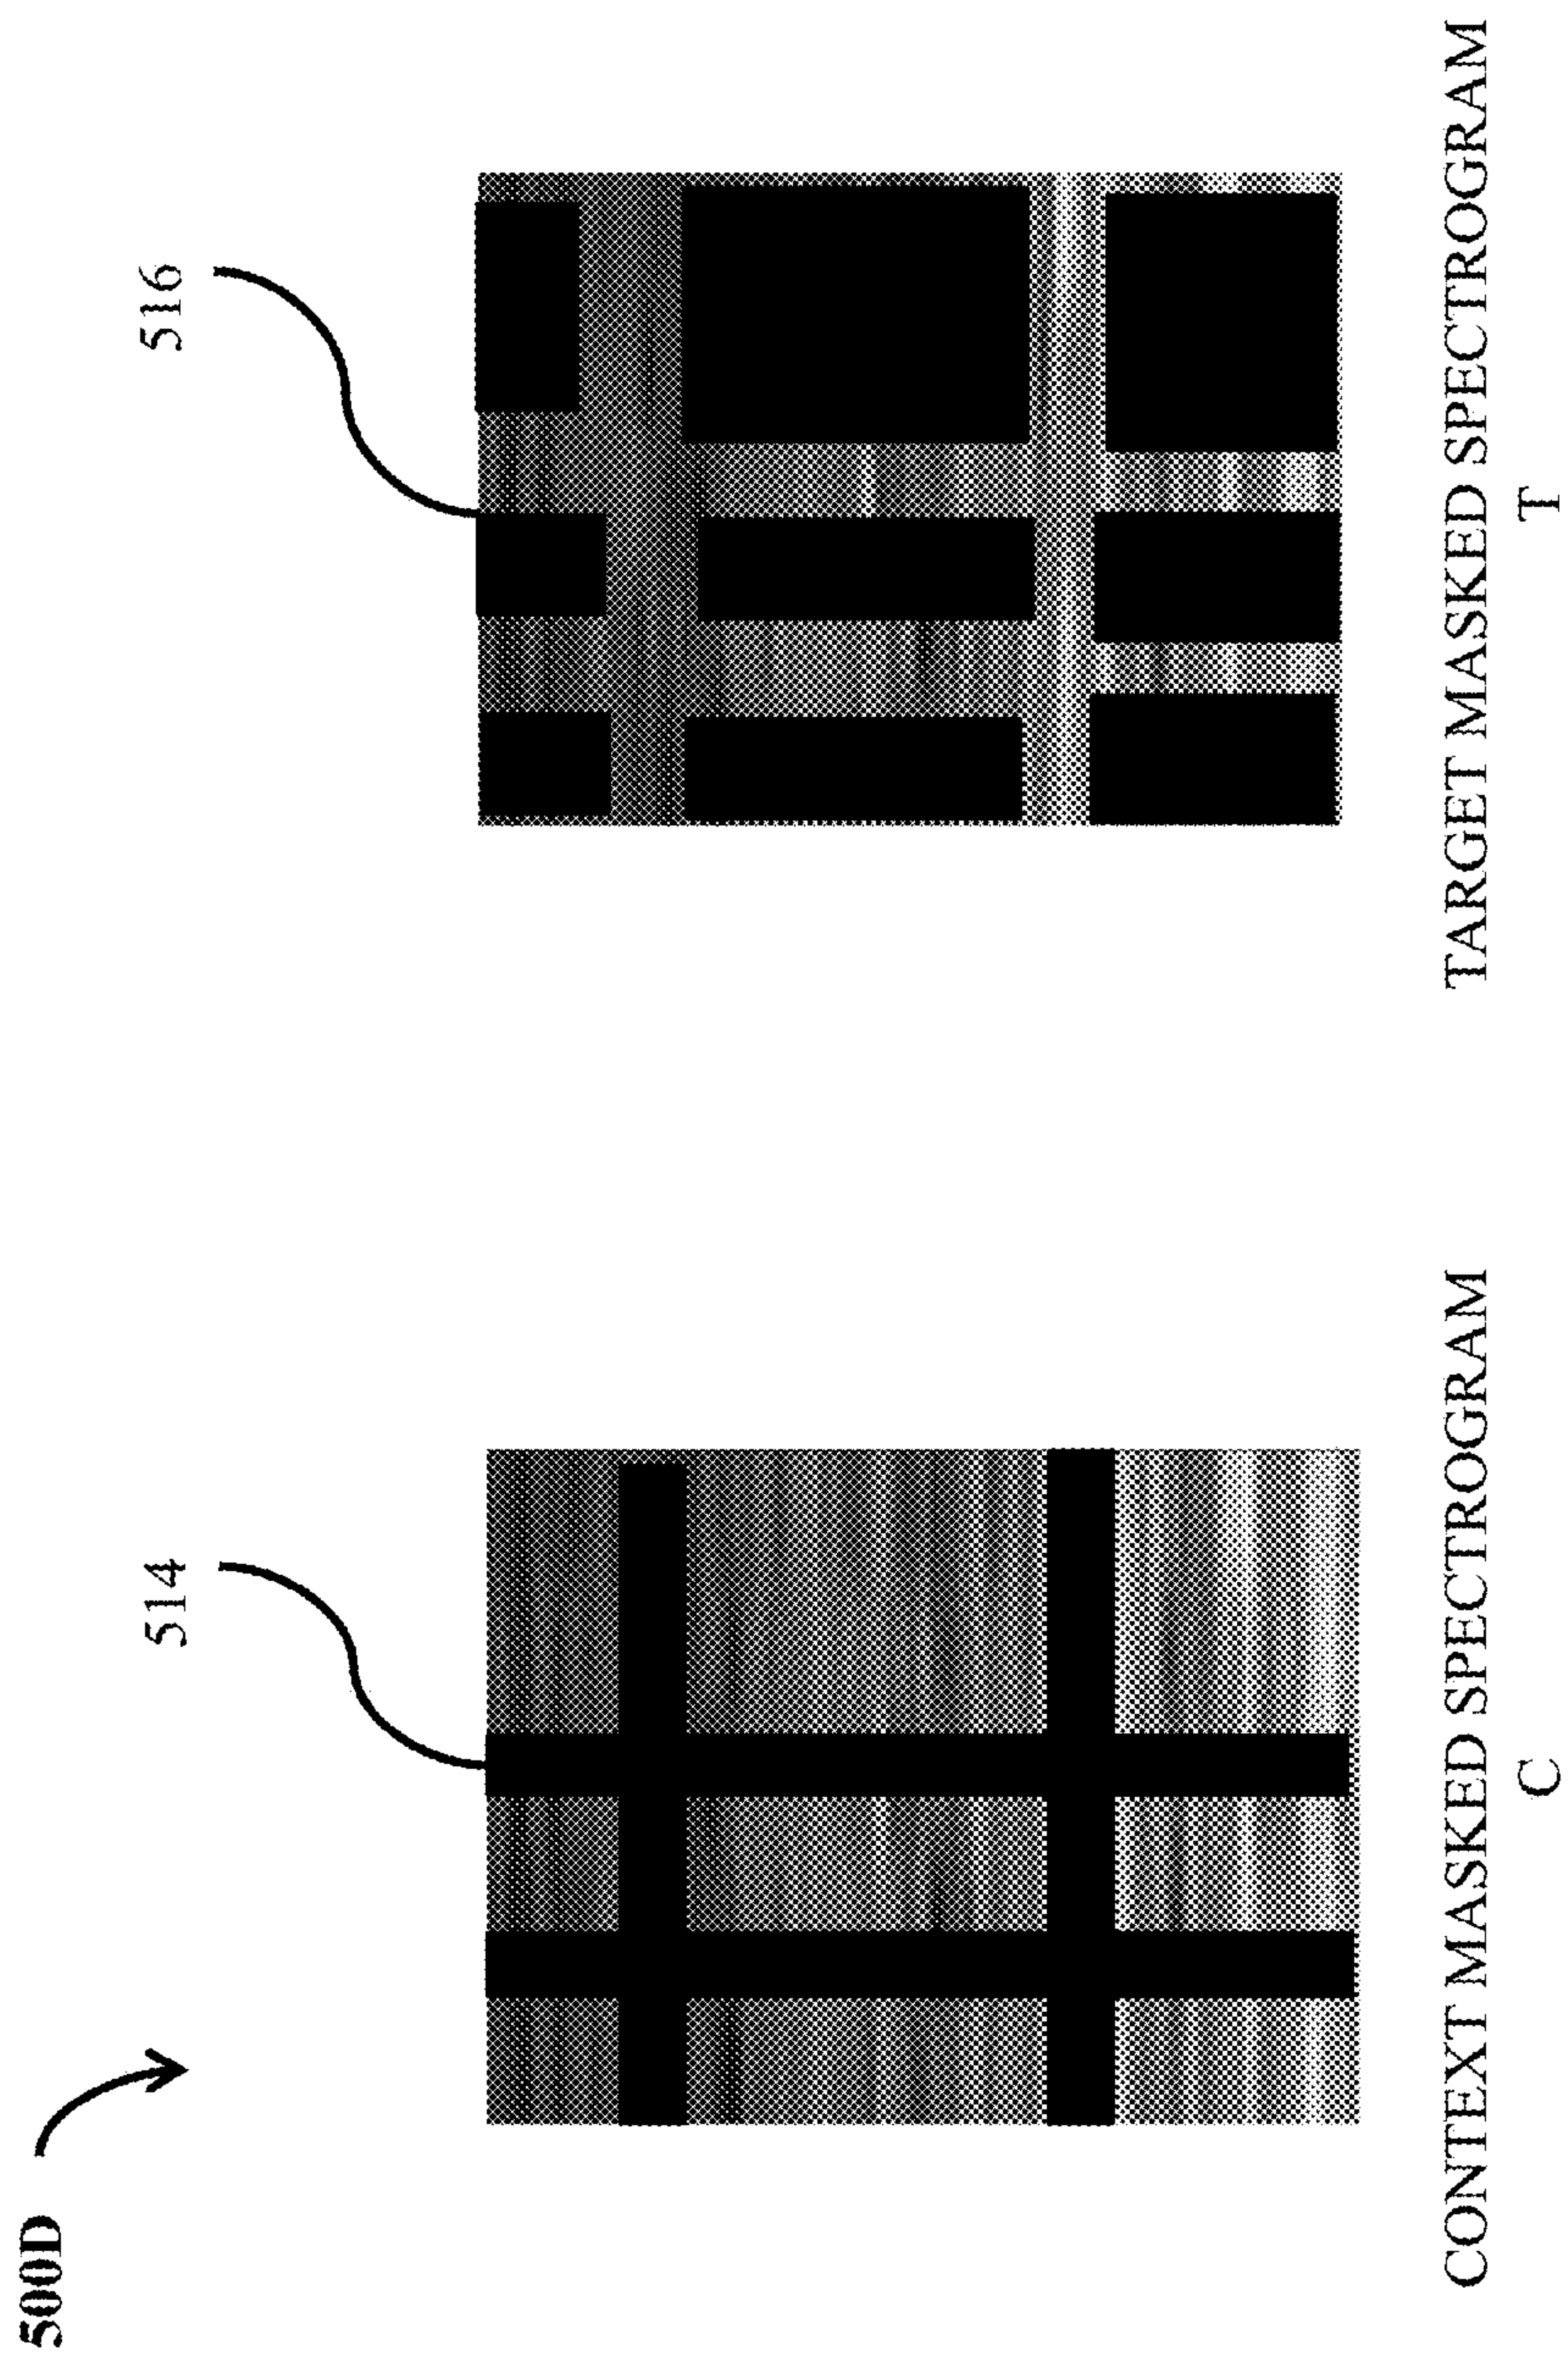 500D
514
516
CONTEXT MASKED SPECTROGRAM
C
TARGET MASKED SPECTROGRAM
T